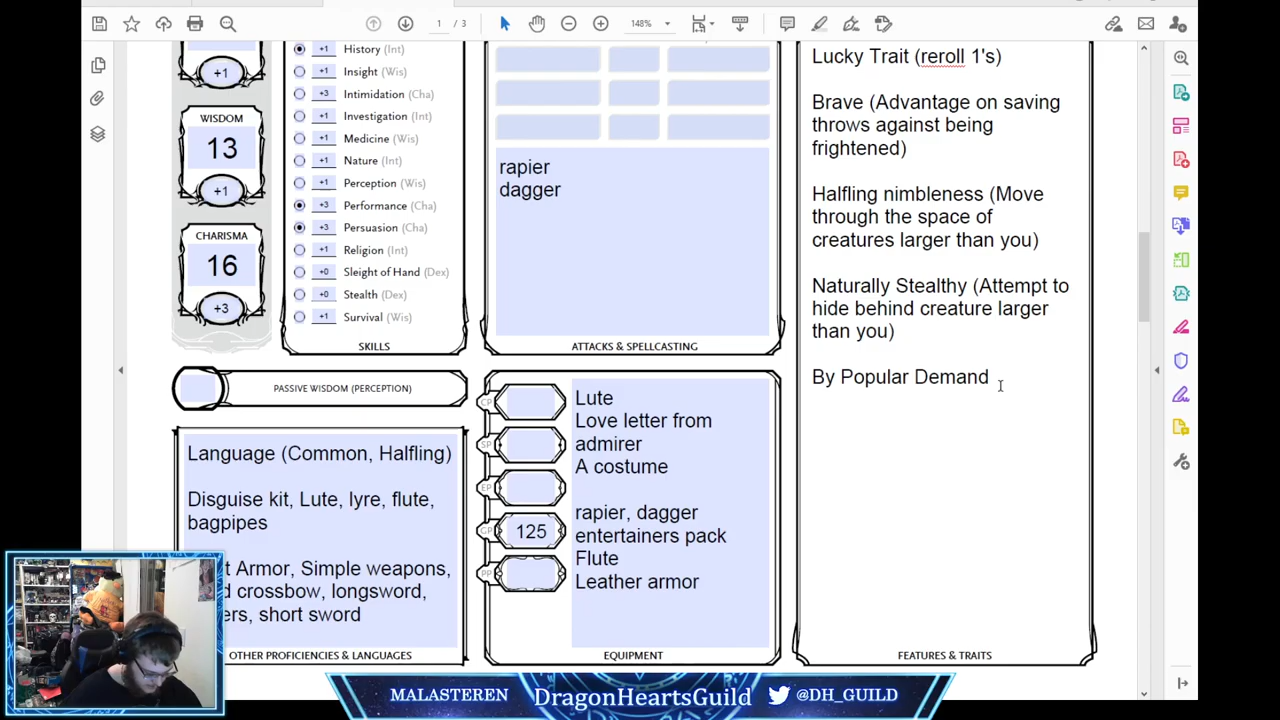 1 / 3
148%
+1
WISDOM
13
+1
CHARISMA
16
+3
+1 History (Int)
+1 Insight (Wis)
+3 Intimidation (Cha)
+1 Investigation (Int)
+1 Medicine (Wis)
+1 Nature (Int)
+1 Perception (Wis)
+3 Performance (Cha)
+3 Persuasion (Cha)
+1 Religion (Int)
+0 Sleight of Hand (Dex)
+0 Stealth (Dex)
+1 Survival (Wis)
SKILLS
PASSIVE WISDOM (PERCEPTION)
Language (Common, Halfling)
Disguise kit, Lute, lyre, flute,
bagpipes
Armor, Simple weapons,
crossbow, longsword,
short sword
OTHER PROFICIENCIES & LANGUAGES
rapier
dagger
ATTACKS & SPELLCASTING
CP
SP
EP
GP
125
PP
Lute
Love letter from
admirer
A costume
rapier, dagger
entertainers pack
Flute
Leather armor
EQUIPMENT
Lucky Trait (reroll 1's)
Brave (Advantage on saving
throws against being
frightened)
Halfling nimbleness (Move
through the space of
creatures larger than you)
Naturally Stealthy (Attempt to
hide behind creature larger
than you)
By Popular Demand
FEATURES & TRAITS
MALASTEREN
DragonHeartsGuild
@DH_GUILD